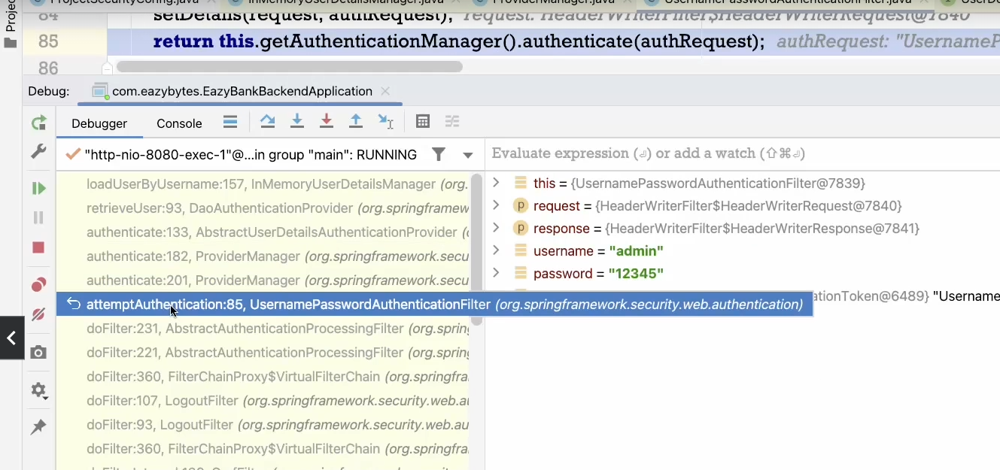 ProjectSecurityConfig.java InMemoryUserDetailsManager.java ProviderManager.java UsernamePasswordAuthenticationFilter.java
Project
84 setDetails(request, authRequest); request: HeaderWriterFilter$HeaderWriterRequest@7840
85 return this.getAuthenticationManager().authenticate(authRequest); authRequest: "UsernameP
86
Debug: com.eazybytes.EazyBankBackendApplication
Debugger Console
"http-nio-8080-exec-1"@...in group "main": RUNNING
Evaluate expression (⏎) or add a watch (⇧⌘⏎)
loadUserByUsername:157, InMemoryUserDetailsManager (org.
retrieveUser:93, DaoAuthenticationProvider (org.springframew
authenticate:133, AbstractUserDetailsAuthenticationProvider (
authenticate:182, ProviderManager (org.springframework.secu
authenticate:201, ProviderManager (org.springframework.secu
attemptAuthentication:85, UsernamePasswordAuthenticationFilter (org.springframework.security.web.authentication)
doFilter:231, AbstractAuthenticationProcessingFilter (org.spring
doFilter:221, AbstractAuthenticationProcessingFilter (org.spring
doFilter:360, FilterChainProxy$VirtualFilterChain (org.springfra
doFilter:107, LogoutFilter (org.springframework.security.web.au
doFilter:93, LogoutFilter (org.springframework.security.web.au
doFilter:360, FilterChainProxy$VirtualFilterChain (org.springfra
this = {UsernamePasswordAuthenticationFilter@7839}
request = {HeaderWriterFilter$HeaderWriterRequest@7840}
response = {HeaderWriterFilter$HeaderWriterResponse@7841}
username = "admin"
password = "12345"
ationToken@6489} "Username